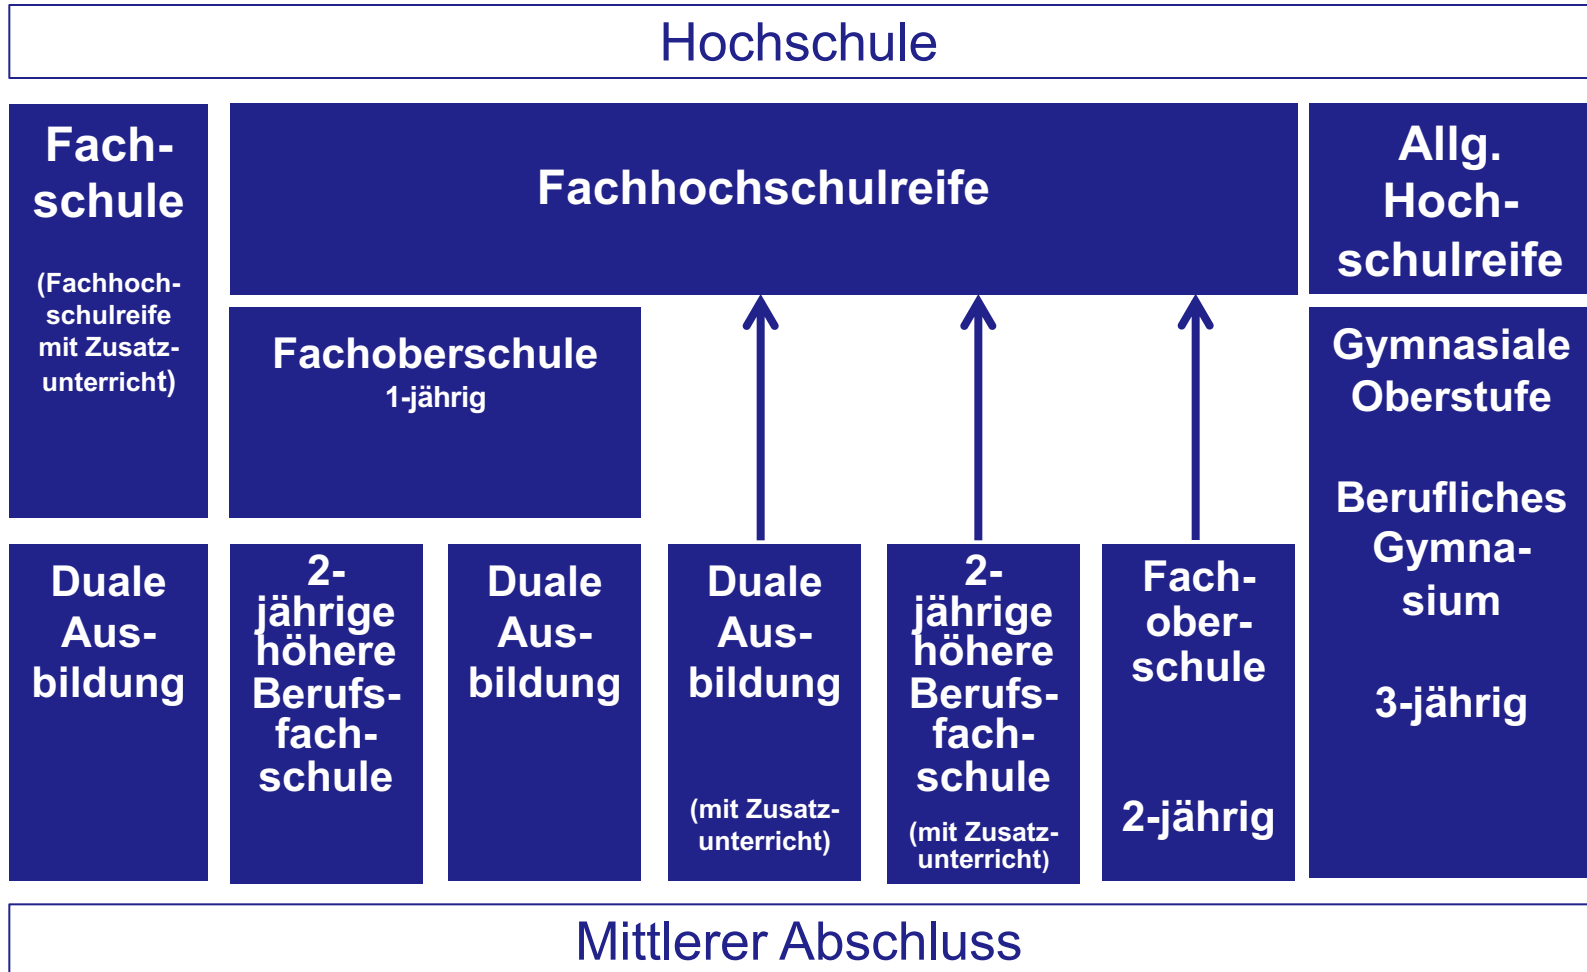 Hochschule
Fach-
schule
(Fachhoch-
schulreife
mit Zusatz-
unterricht)
Fachhochschulreife
Allg.
Hoch-
schulreife
Fachoberschule
1-jährig
Gymnasiale
Oberstufe
Berufliches
Gymna-
sium
3-jährig
Duale
Aus-
bildung
2-
jährige
höhere
Berufs-
fach-
schule
Duale
Aus-
bildung
Duale
Aus-
bildung
(mit Zusatz-
unterricht)
2-
jährige
höhere
Berufs-
fach-
schule
(mit Zusatz-
unterricht)
Fach-
ober-
schule
2-jährig
Mittlerer Abschluss